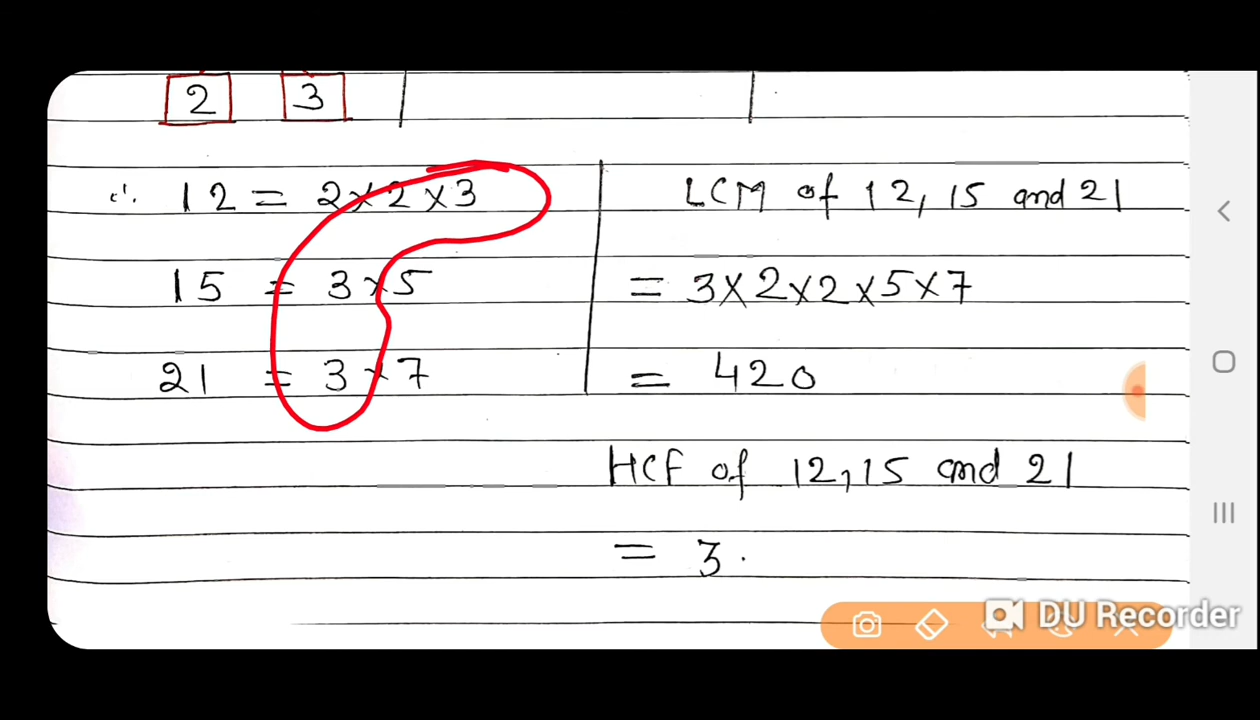 2 3
∴ 12 = 2×2×3
15 = 3×5
21 = 3×7
LCM of 12, 15 and 21
= 3×2×2×5×7
= 420
HCF of 12, 15 and 21
= 3.
DU Recorder